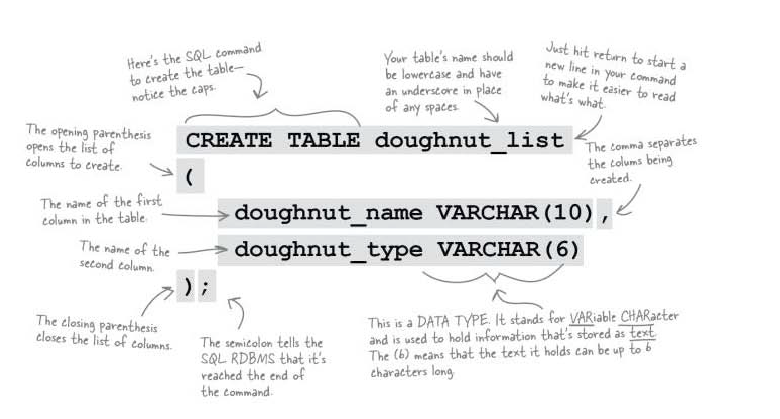 Here's the SQL command
to create the table—
notice the caps.
Your table's name should
be lowercase and have
an underscore in place
of any spaces.
Just hit return to start a
new line in your command
to make it easier to read
what's what.
The opening parenthesis
opens the list of
columns to create.
CREATE TABLE doughnut_list
(
The comma separates
the colums being
created.
The name of the first
column in the table.
doughnut_name VARCHAR(10),
The name of the
second column.
doughnut_type VARCHAR(6)
);
The closing parenthesis
closes the list of columns.
The semicolon tells the
SQL RDBMS that it's
reached the end of
the command.
This is a DATA TYPE. It stands for VARiable CHARacter
and is used to hold information that's stored as text.
The (6) means that the text it holds can be up to 6
characters long.